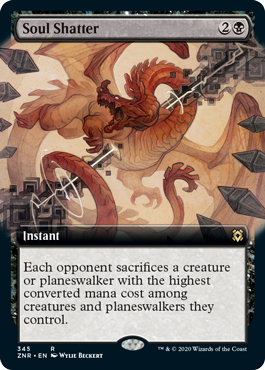 Soul Shatter
2
Instant
Each opponent sacrifices a creature
or planeswalker with the highest
converted mana cost among
creatures and planeswalkers they
control.
345 R
ZNR • EN WYLIE BECKERT
™ & © 2020 Wizards of the Coast